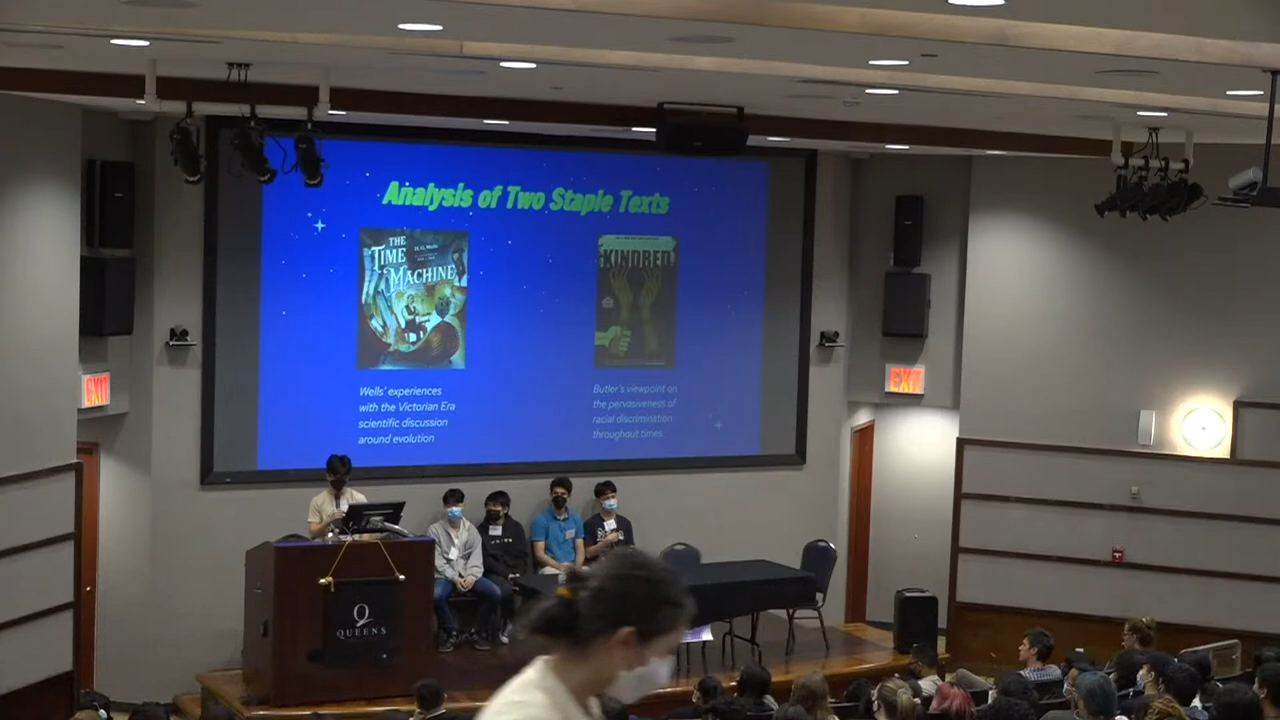 Analysis of Two Staple Texts
THE
TIME
MACHINE
H. G. Wells
KINDRED
Wells' experiences
with the Victorian Era
scientific discussion
around evolution
Butler's viewpoint on
the pervasiveness of
racial discrimination
throughout times
EXIT
EXIT
Q
QUEENS